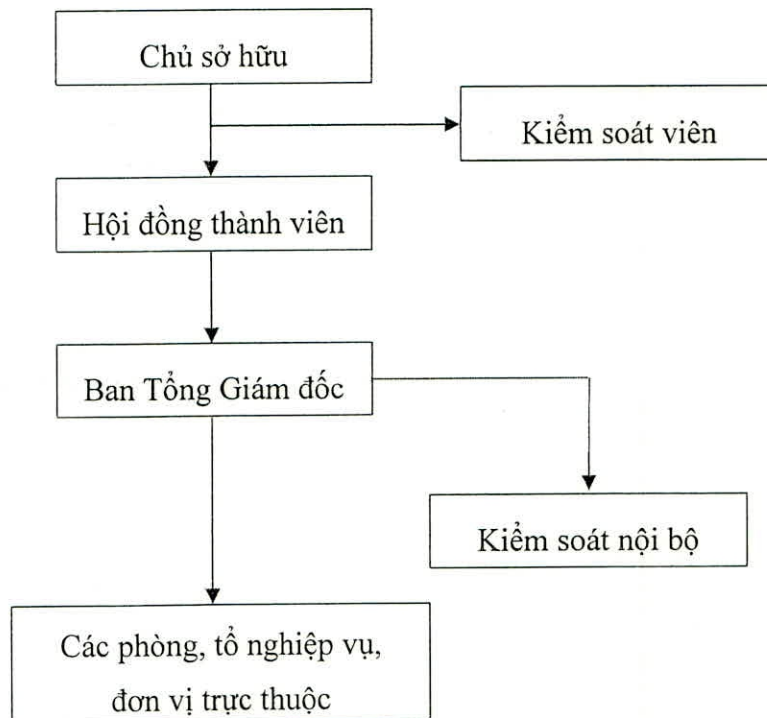 Chủ sở hữu
Kiểm soát viên
Hội đồng thành viên
Ban Tổng Giám đốc
Kiểm soát nội bộ
Các phòng, tổ nghiệp vụ,
đơn vị trực thuộc